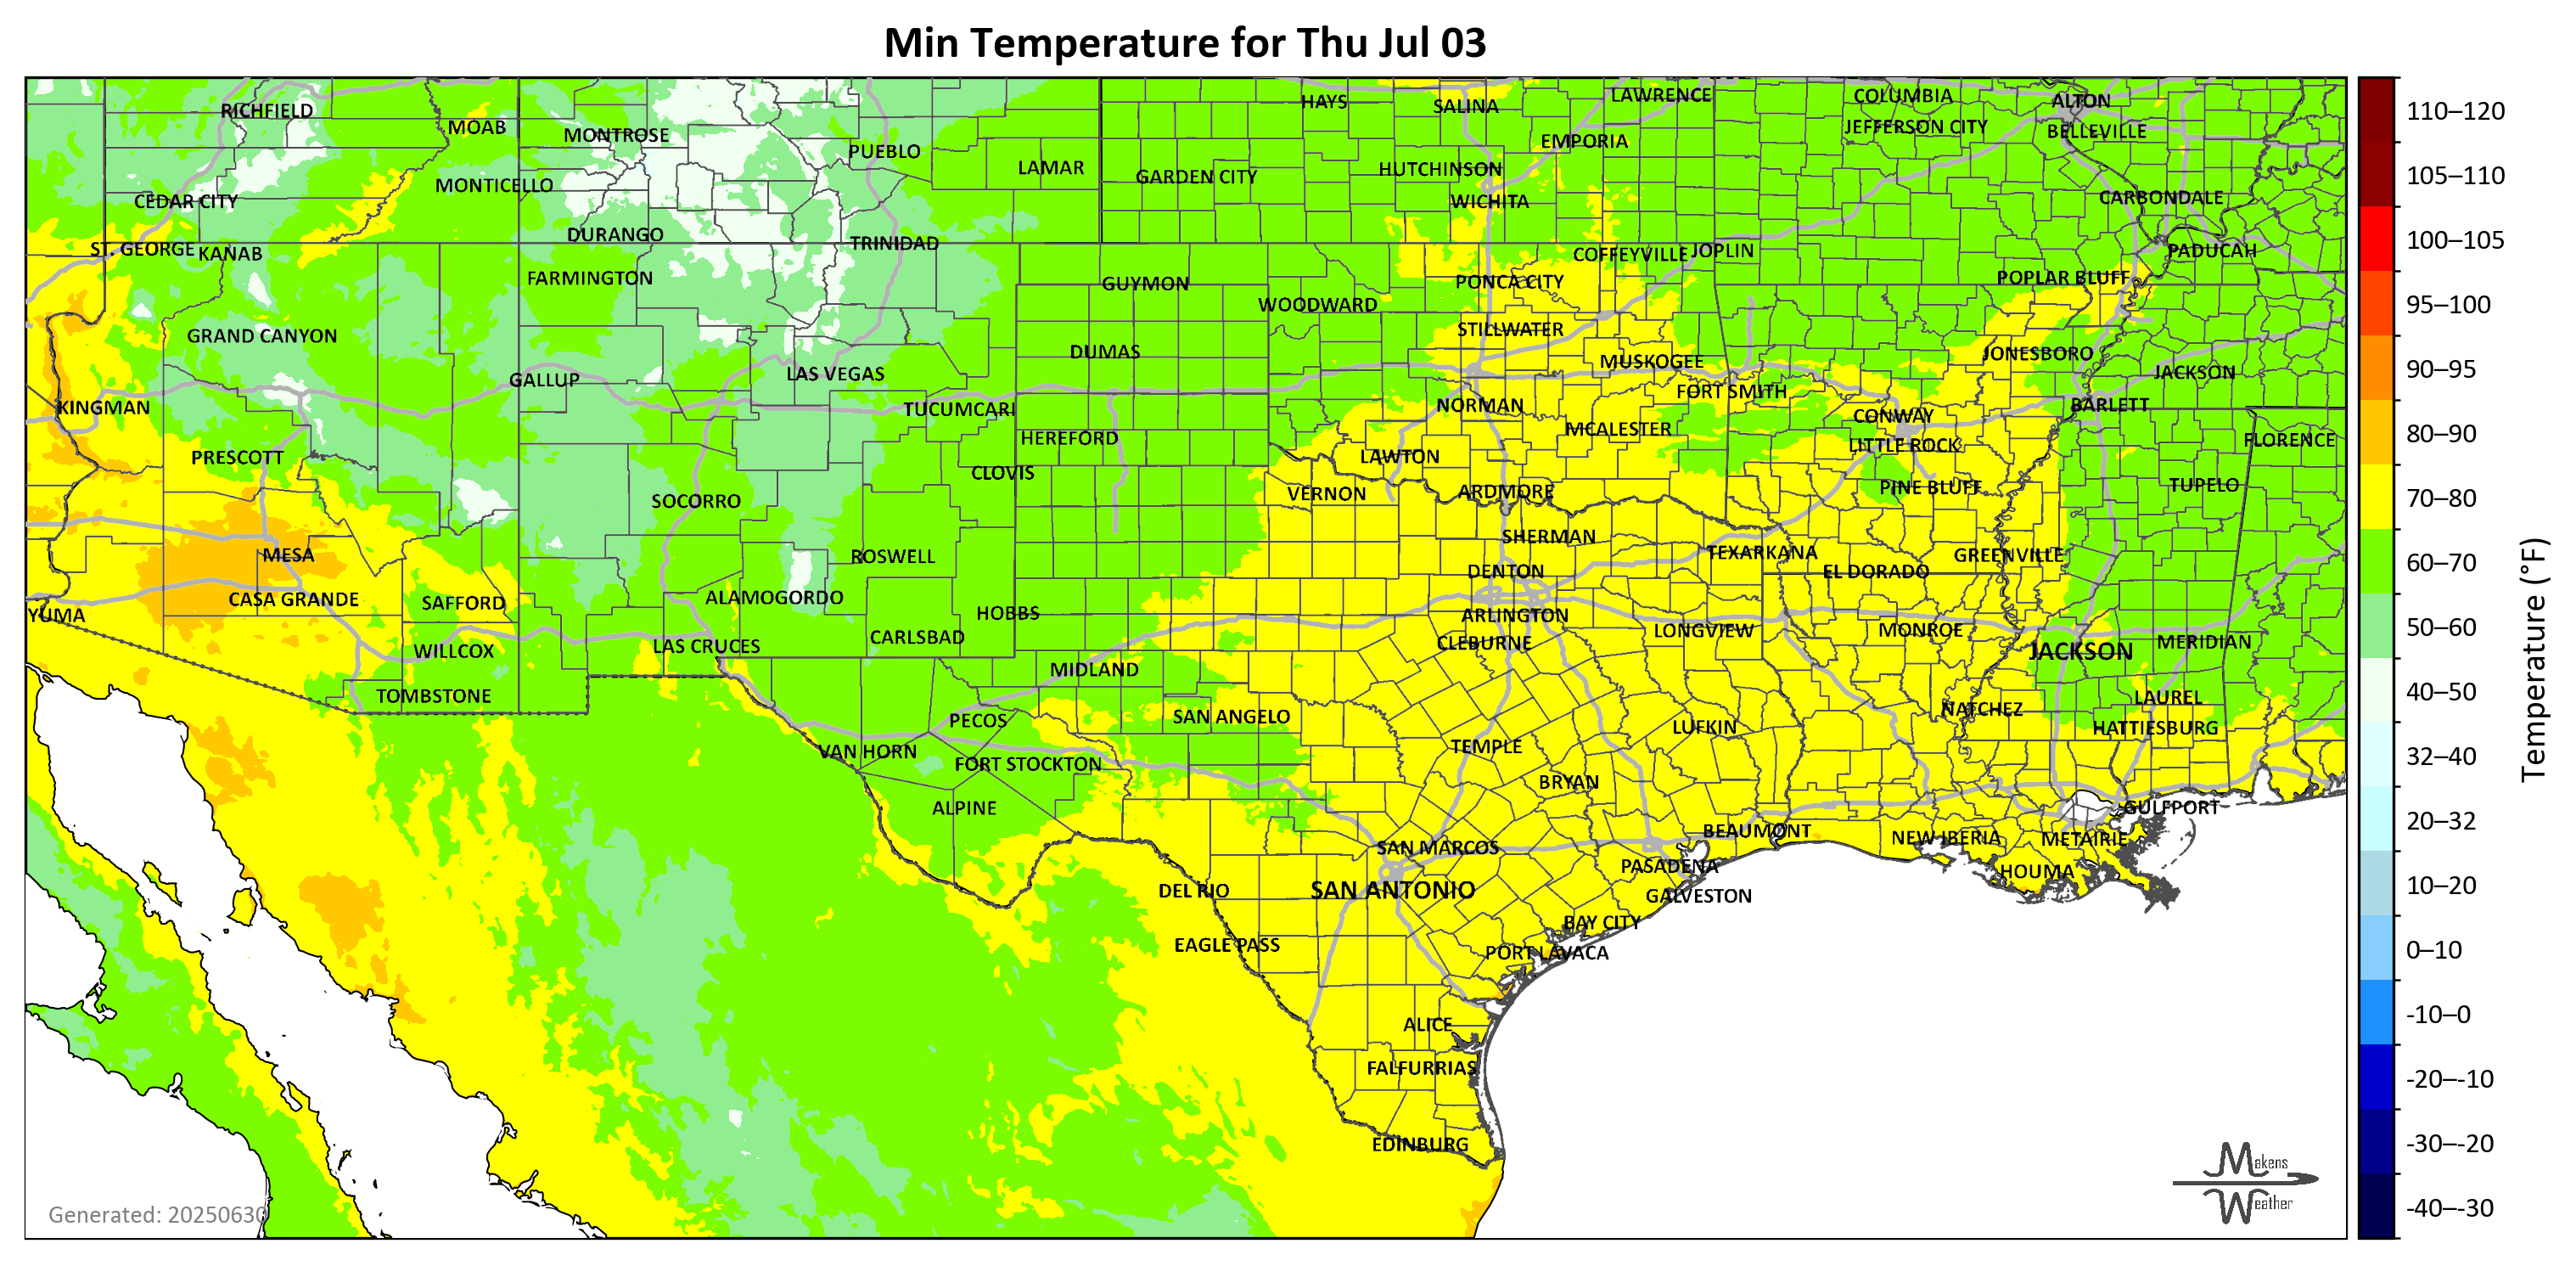 Min Temperature for Thu Jul 03
RICHFIELD
MOAB
MONTROSE
PUEBLO
LAMAR
HAYS
SALINA
LAWRENCE
COLUMBIA
ALTON
JEFFERSON CITY
BELLEVILLE
EMPORIA
HUTCHINSON
GARDEN CITY
WICHITA
CARBONDALE
CEDAR CITY
MONTICELLO
DURANGO
TRINIDAD
ST. GEORGE
KANAB
FARMINGTON
GUYMON
WOODWARD
PONCA CITY
COFFEYVILLE
JOPLIN
POPLAR BLUFF
PADUCAH
GRAND CANYON
STILLWATER
DUMAS
MUSKOGEE
JONESBORO
JACKSON
GALLUP
LAS VEGAS
FORT SMITH
KINGMAN
TUCUMCARI
NORMAN
CONWAY
BARLETT
HEREFORD
MCALESTER
LITTLE ROCK
FLORENCE
PRESCOTT
CLOVIS
LAWTON
SOCORRO
VERNON
ARDMORE
PINE BLUFF
TUPELO
MESA
ROSWELL
SHERMAN
TEXARKANA
GREENVILLE
DENTON
EL DORADO
CASA GRANDE
SAFFORD
ALAMOGORDO
HOBBS
ARLINGTON
YUMA
WILLCOX
LAS CRUCES
CARLSBAD
CLEBURNE
LONGVIEW
MONROE
JACKSON
MERIDIAN
MIDLAND
TOMBSTONE
PECOS
SAN ANGELO
LUFKIN
NATCHEZ
LAUREL
HATTIESBURG
VAN HORN
FORT STOCKTON
TEMPLE
BRYAN
ALPINE
GULFPORT
BEAUMONT
NEW IBERIA
METAIRIE
SAN MARCOS
PASADENA
HOUMA
DEL RIO
SAN ANTONIO
GALVESTON
BAY CITY
EAGLE PASS
PORT LAVACA
ALICE
FALFURRIAS
EDINBURG
Generated: 20250630
Makens
Weather
110–120
105–110
100–105
95–100
90–95
80–90
70–80
60–70
50–60
40–50
32–40
20–32
10–20
0–10
-10–0
-20–-10
-30–-20
-40–-30
Temperature (°F)